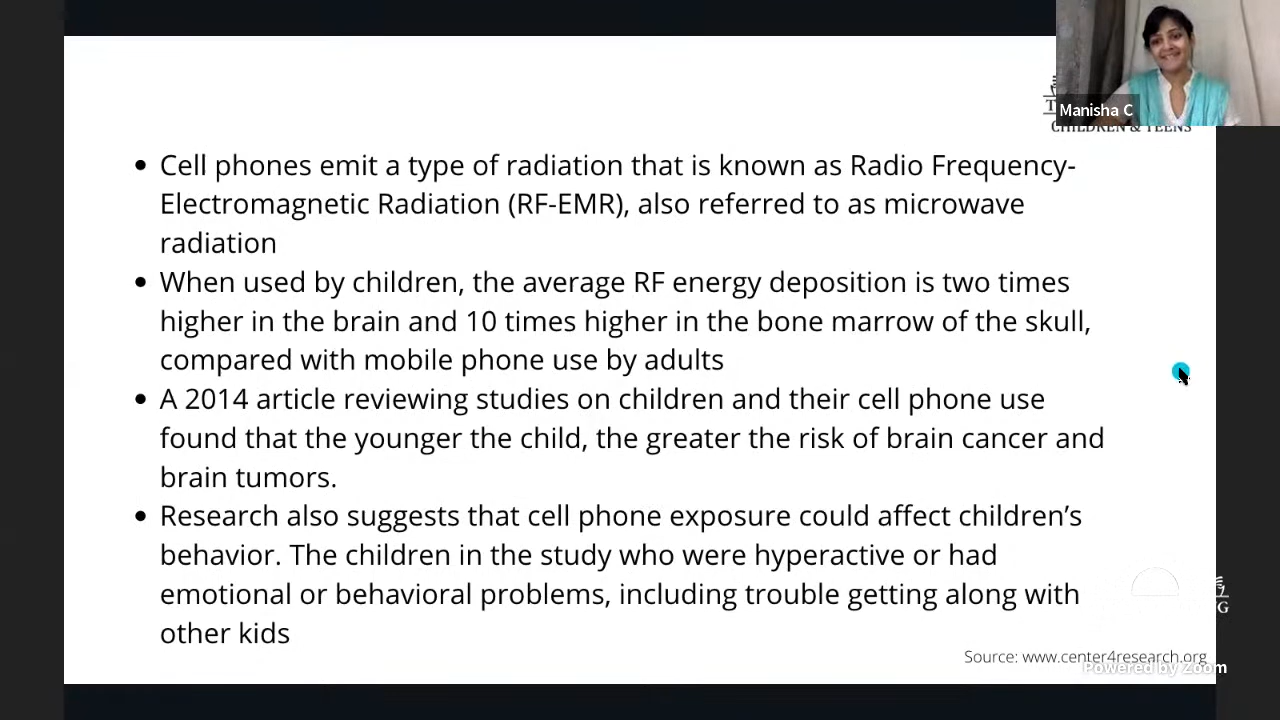 Manisha C
CHILDREN & TEENS
• Cell phones emit a type of radiation that is known as Radio Frequency-
Electromagnetic Radiation (RF-EMR), also referred to as microwave
radiation
• When used by children, the average RF energy deposition is two times
higher in the brain and 10 times higher in the bone marrow of the skull,
compared with mobile phone use by adults
• A 2014 article reviewing studies on children and their cell phone use
found that the younger the child, the greater the risk of brain cancer and
brain tumors.
• Research also suggests that cell phone exposure could affect children’s
behavior. The children in the study who were hyperactive or had
emotional or behavioral problems, including trouble getting along with
other kids
Source: www.center4research.org
Powered by Zoom